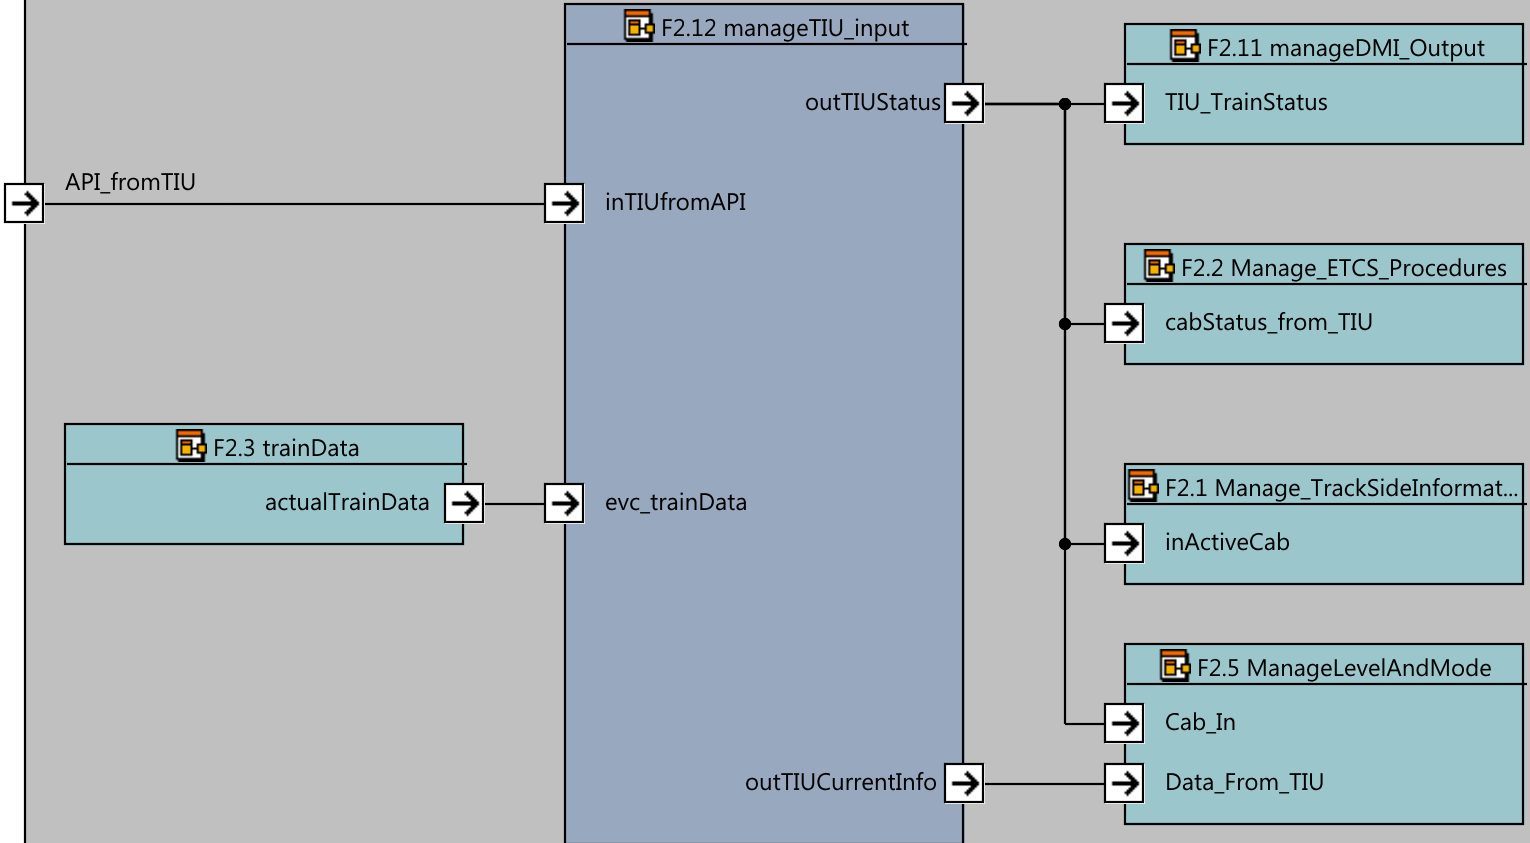 F2.12 manageTIU_input
outTIUStatus
inTIUfromAPI
evc_trainData
outTIUCurrentInfo
API_fromTIU
F2.3 trainData
actualTrainData
F2.11 manageDMI_Output
TIU_TrainStatus
F2.2 Manage_ETCS_Procedures
cabStatus_from_TIU
F2.1 Manage_TrackSideInformat...
inActiveCab
F2.5 ManageLevelAndMode
Cab_In
Data_From_TIU